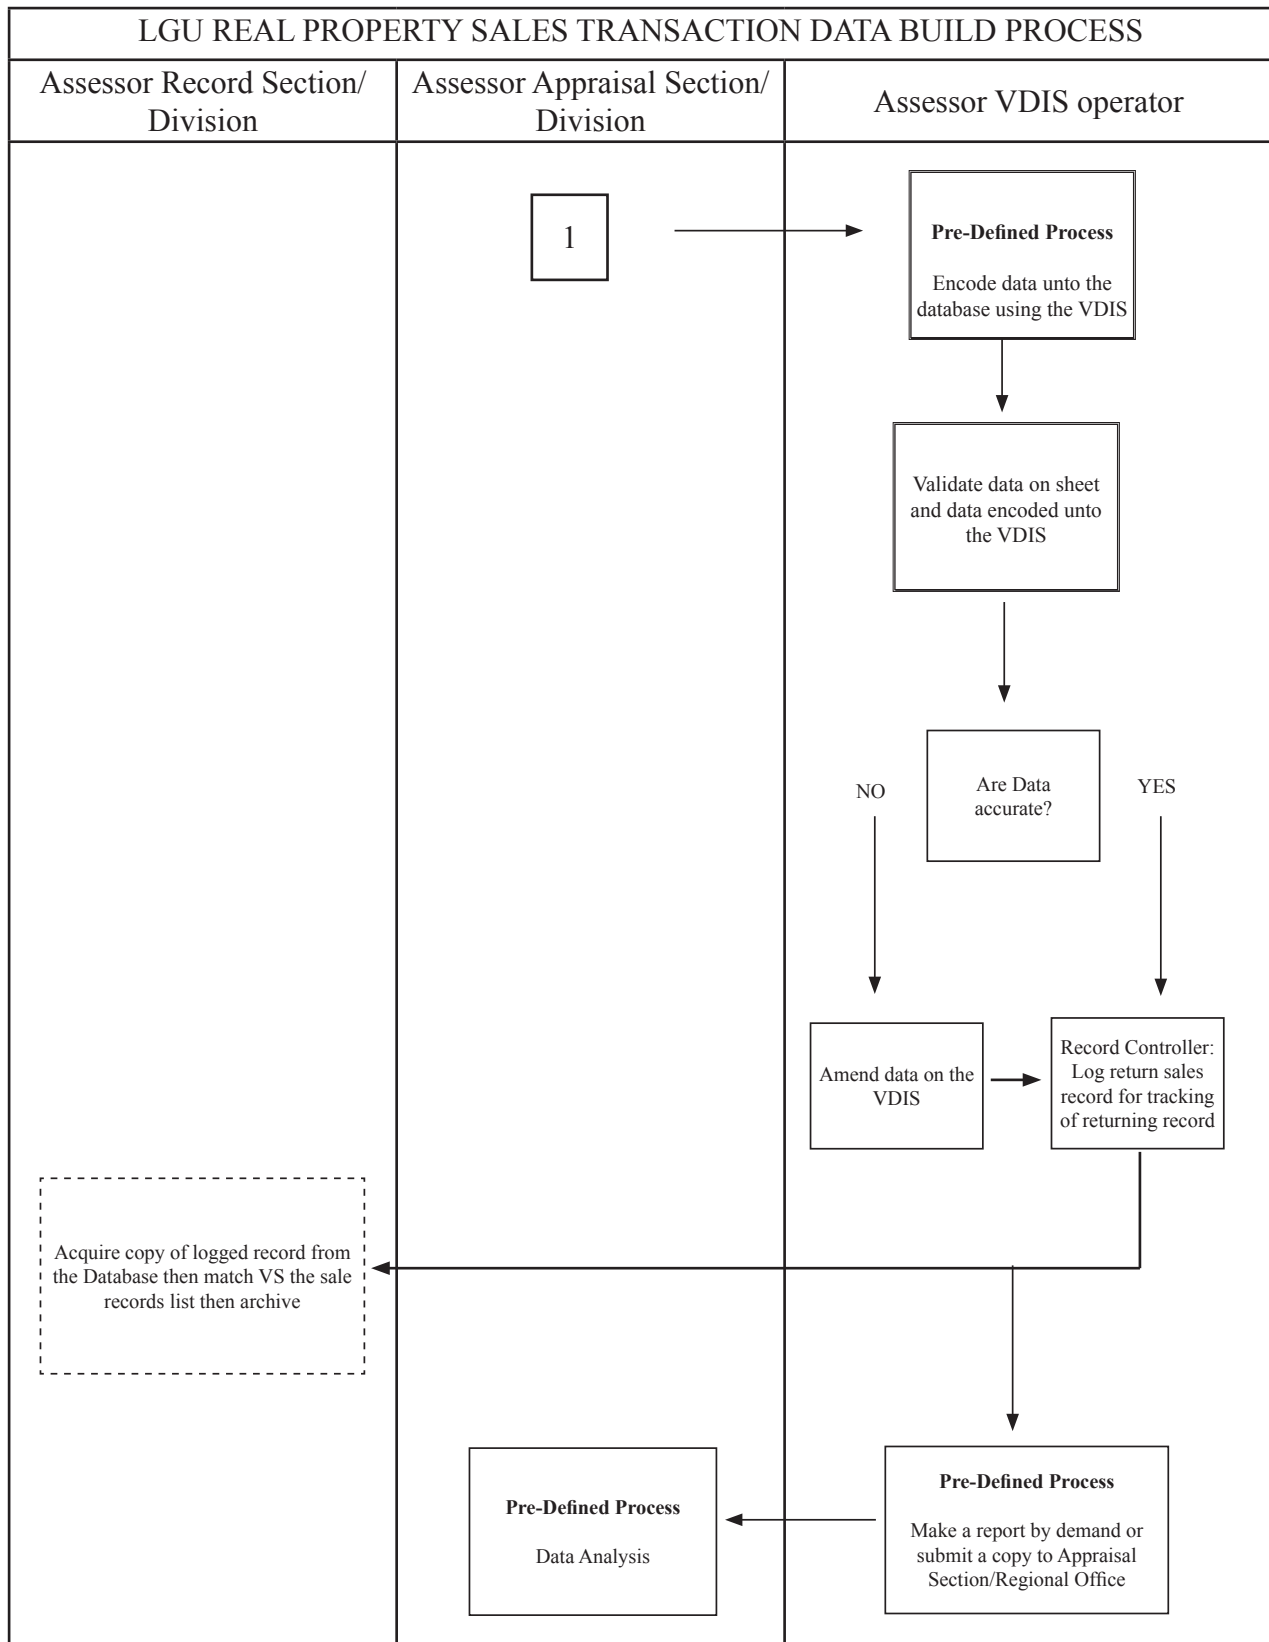 LGU REAL PROPERTY SALES TRANSACTION DATA BUILD PROCESS
Assessor Record Section/
Division
Assessor Appraisal Section/
Division
Assessor VDIS operator
1
Pre-Defined Process
Encode data unto the
database using the VDIS
Validate data on sheet
and data encoded unto
the VDIS
Are Data
accurate?
NO
YES
Amend data on the
VDIS
Record Controller:
Log return sales
record for tracking
of returning record
Acquire copy of logged record from
the Database then match VS the sale
records list then archive
Pre-Defined Process
Data Analysis
Pre-Defined Process
Make a report by demand or
submit a copy to Appraisal
Section/Regional Office